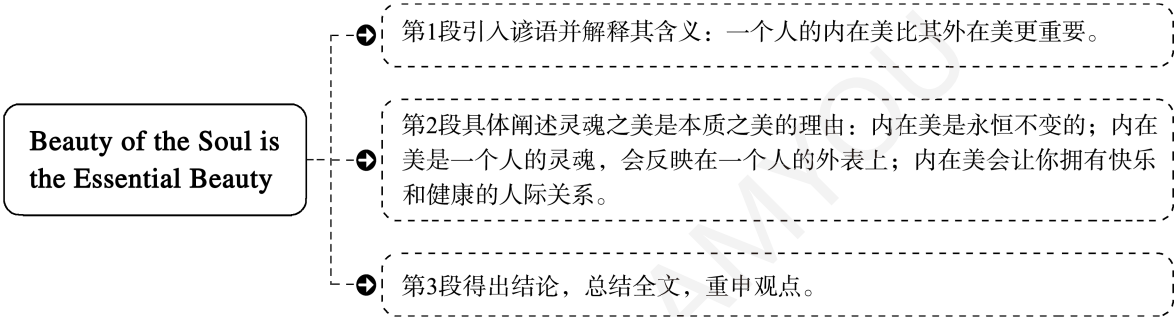 第1段引入谚语并解释其含义：一个人的内在美比其外在美更重要。
Beauty of the Soul is
the Essential Beauty
第2段具体阐述灵魂之美是本质之美的理由：内在美是永恒不变的；内在
美是一个人的灵魂，会反映在一个人的外表上；内在美会让你拥有快乐
和健康的人际关系。
第3段得出结论，总结全文，重申观点。
AMYOU